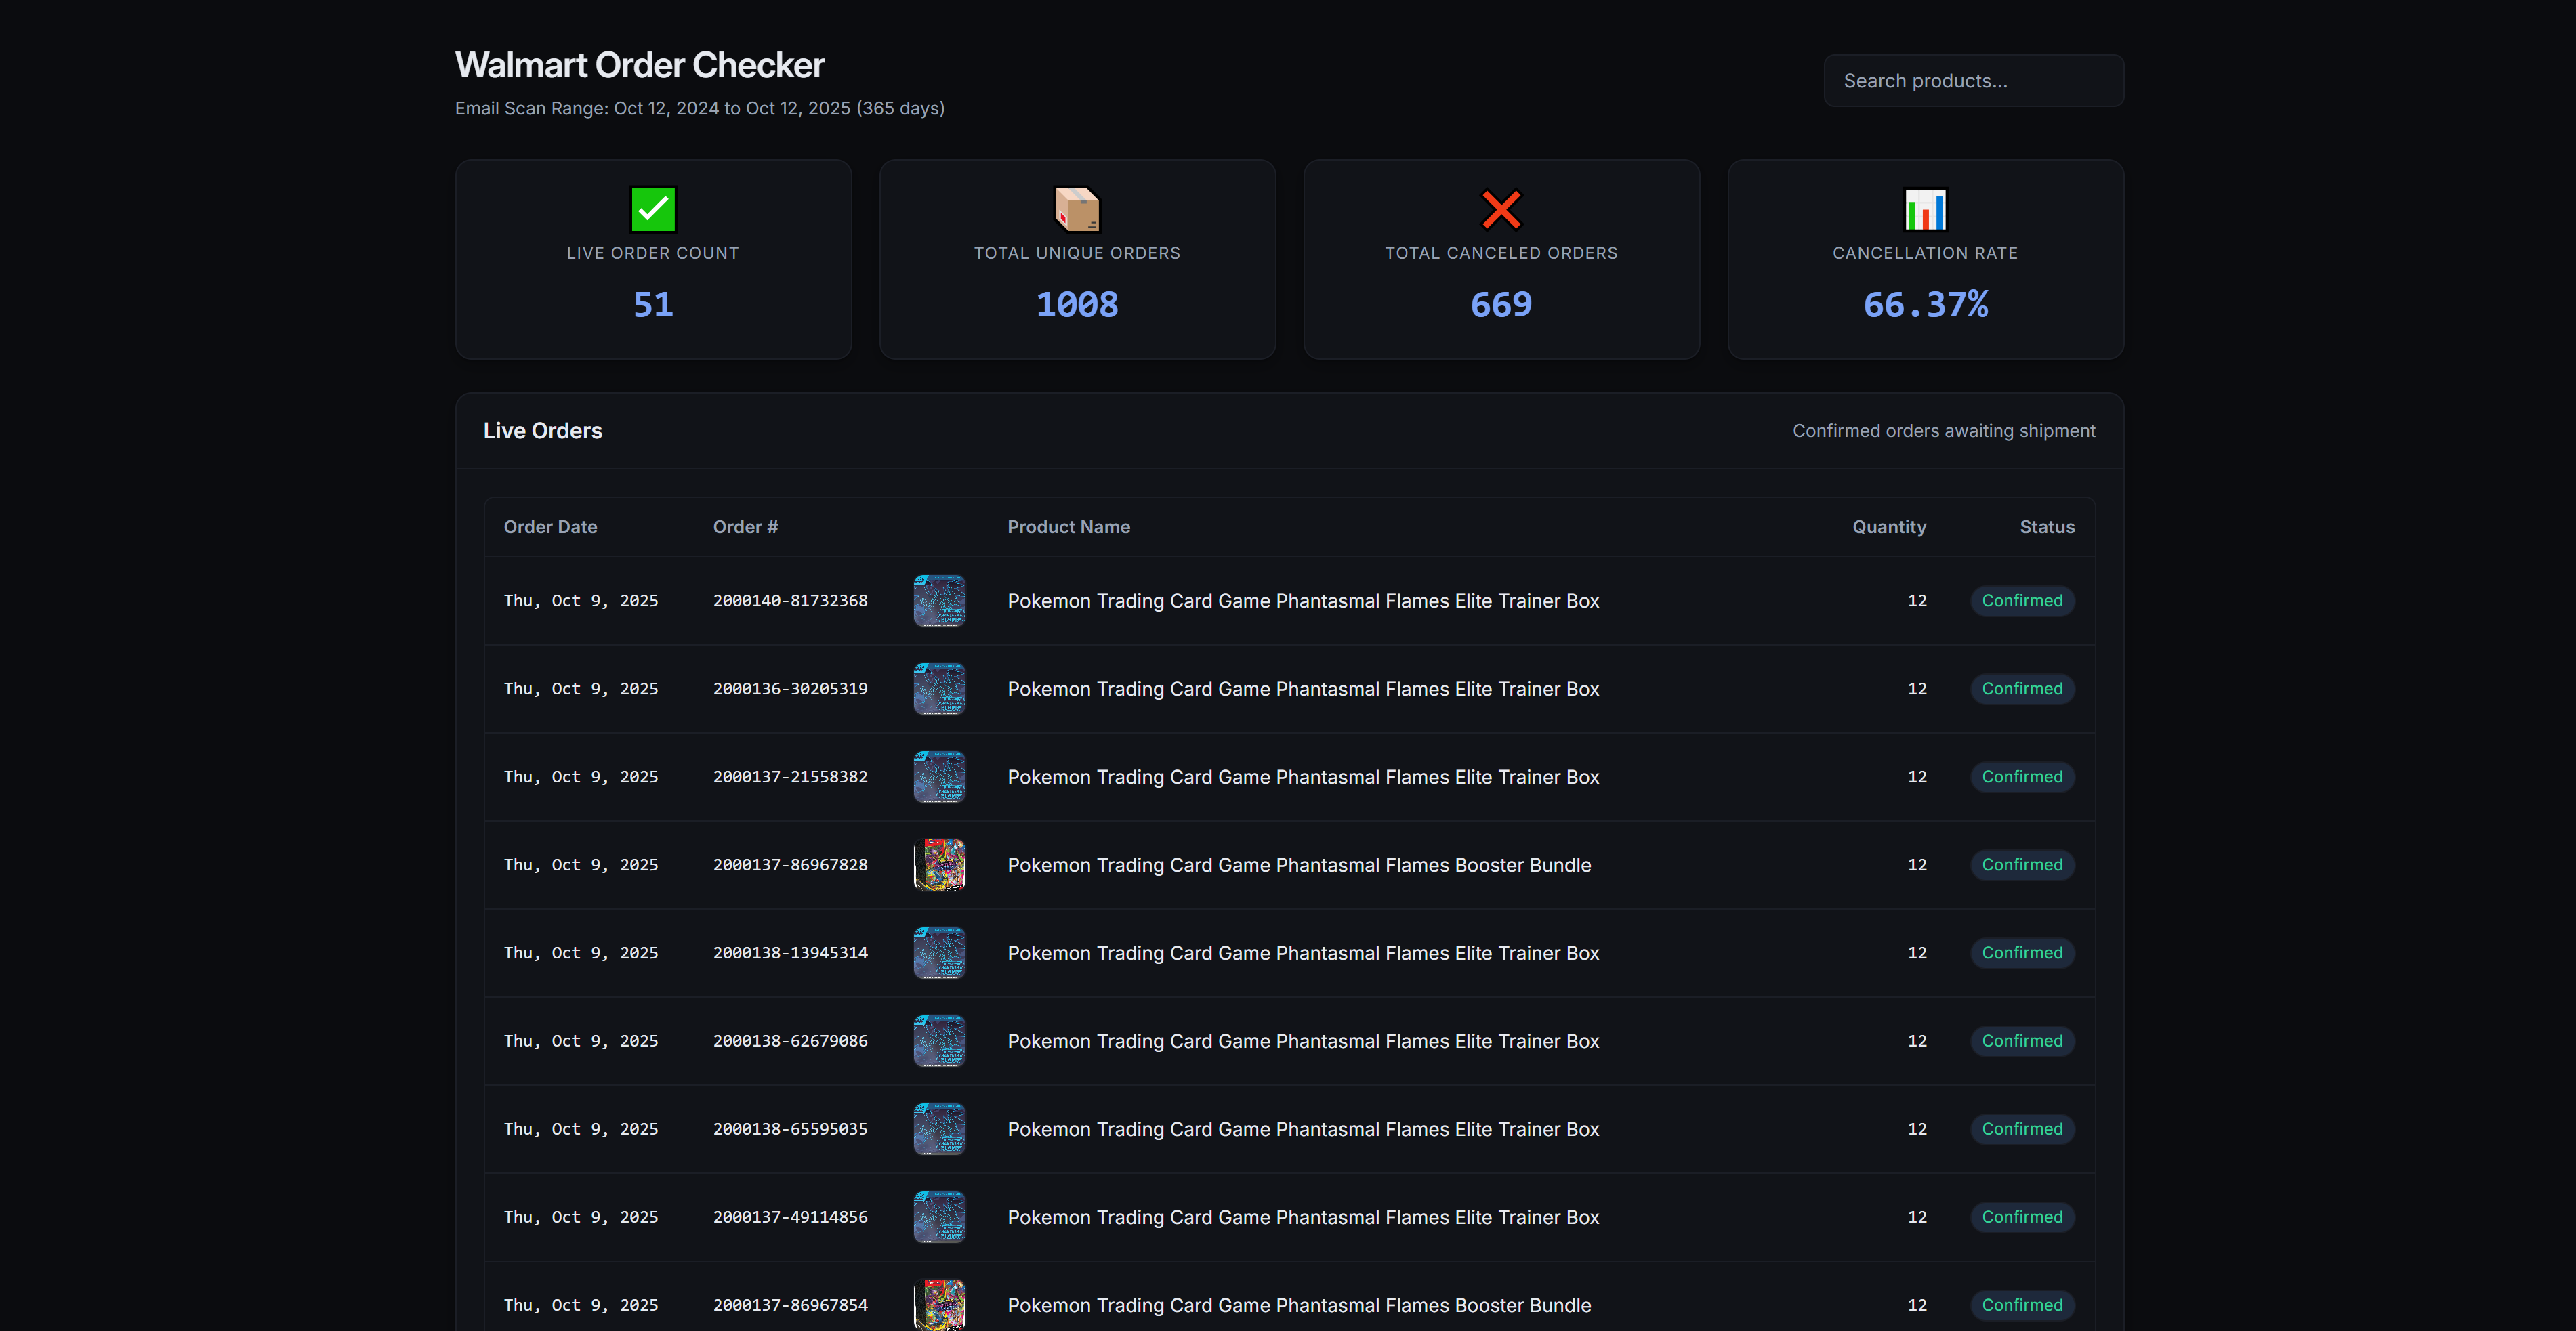 Walmart Order Checker
Email Scan Range: Oct 12, 2024 to Oct 12, 2025 (365 days)
Search products...
LIVE ORDER COUNT
51
TOTAL UNIQUE ORDERS
1008
TOTAL CANCELED ORDERS
669
CANCELLATION RATE
66.37%
Live Orders
Confirmed orders awaiting shipment
Order Date Order # Product Name Quantity Status
Thu, Oct 9, 2025 2000140-81732368 Pokemon Trading Card Game Phantasmal Flames Elite Trainer Box 12 Confirmed
Thu, Oct 9, 2025 2000136-30205319 Pokemon Trading Card Game Phantasmal Flames Elite Trainer Box 12 Confirmed
Thu, Oct 9, 2025 2000137-21558382 Pokemon Trading Card Game Phantasmal Flames Elite Trainer Box 12 Confirmed
Thu, Oct 9, 2025 2000137-86967828 Pokemon Trading Card Game Phantasmal Flames Booster Bundle 12 Confirmed
Thu, Oct 9, 2025 2000138-13945314 Pokemon Trading Card Game Phantasmal Flames Elite Trainer Box 12 Confirmed
Thu, Oct 9, 2025 2000138-62679086 Pokemon Trading Card Game Phantasmal Flames Elite Trainer Box 12 Confirmed
Thu, Oct 9, 2025 2000138-65595035 Pokemon Trading Card Game Phantasmal Flames Elite Trainer Box 12 Confirmed
Thu, Oct 9, 2025 2000137-49114856 Pokemon Trading Card Game Phantasmal Flames Elite Trainer Box 12 Confirmed
Thu, Oct 9, 2025 2000137-86967854 Pokemon Trading Card Game Phantasmal Flames Booster Bundle 12 Confirmed